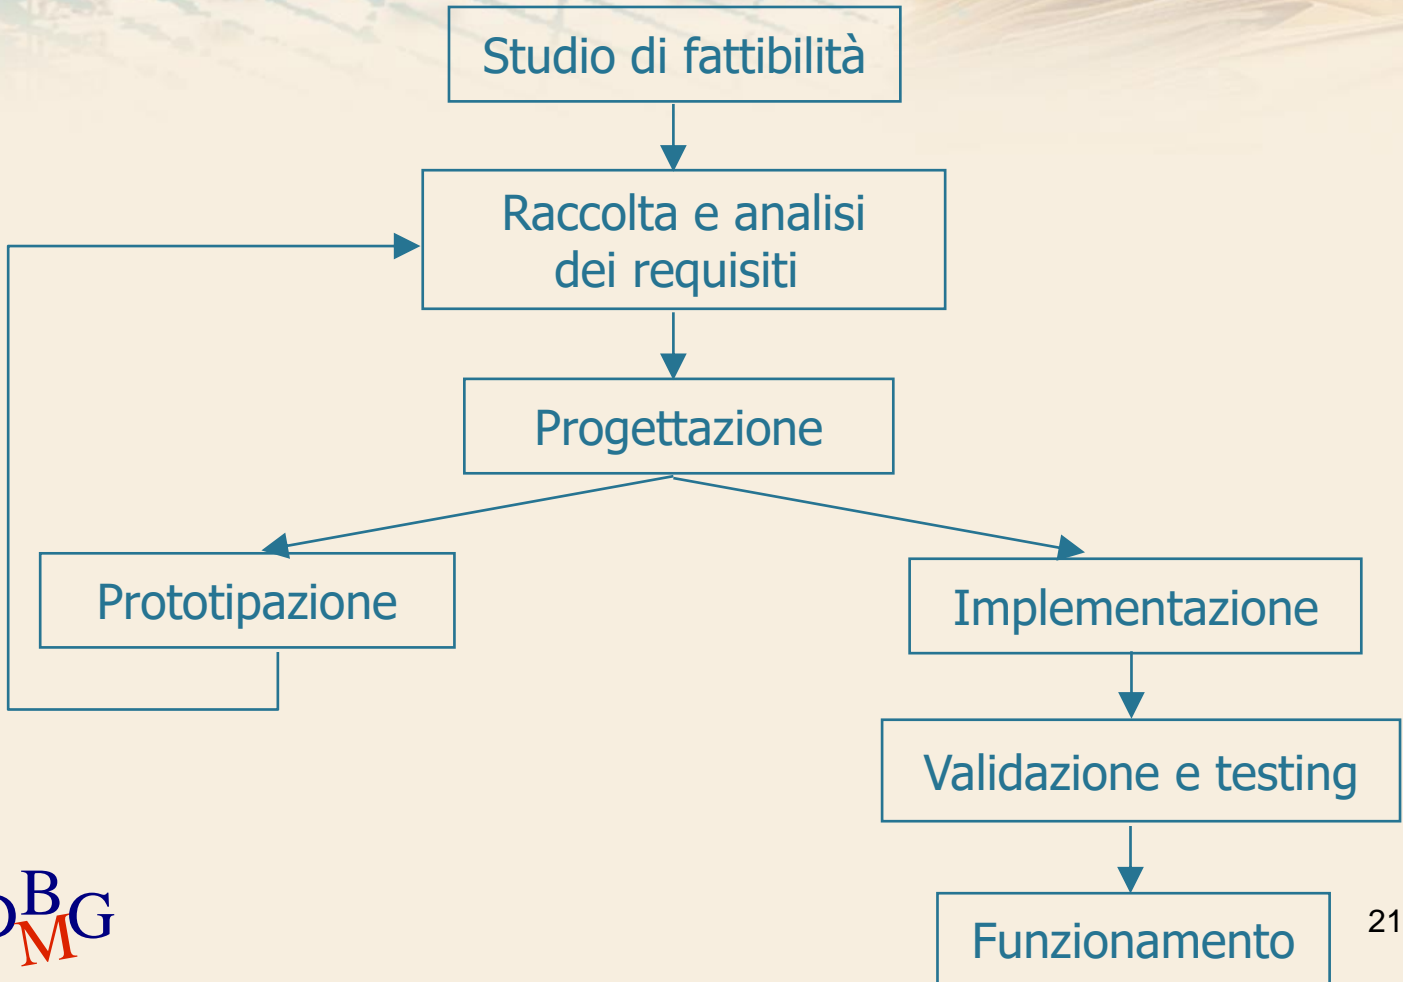 Studio di fattibilità
Raccolta e analisi
dei requisiti
Progettazione
Prototipazione
Implementazione
Validazione e testing
Funzionamento
DBMG
21